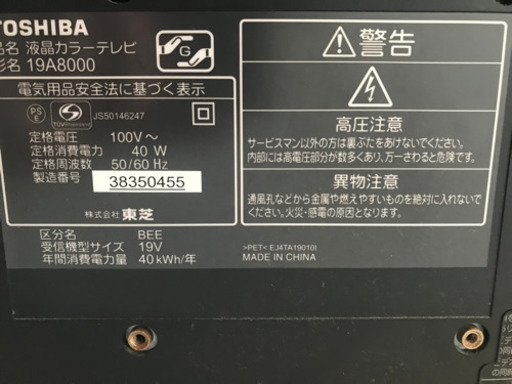 TOSHIBA
品名 液晶カラーテレビ
形名 19A8000
G
電気用品安全法に基づく表示
PS
E
JS50146247
定格電圧 100V～
定格消費電力 40 W
定格周波数 50/60 Hz
製造番号 38350455
株式会社 東芝
区分名 BEE
受信機型サイズ 19V
年間消費電力量 40 kWh/年
警告
高圧注意
サービスマン以外の方は裏ぶたをあけないでください。
内部には高電圧部分が数多くあり、万一さわると危険です。
異物注意
通風孔などから金属や燃えやすいものを絶対に入れないで
ください。火災・感電の原因となります。
>PET< EJ4TA19010I
MADE IN CHINA